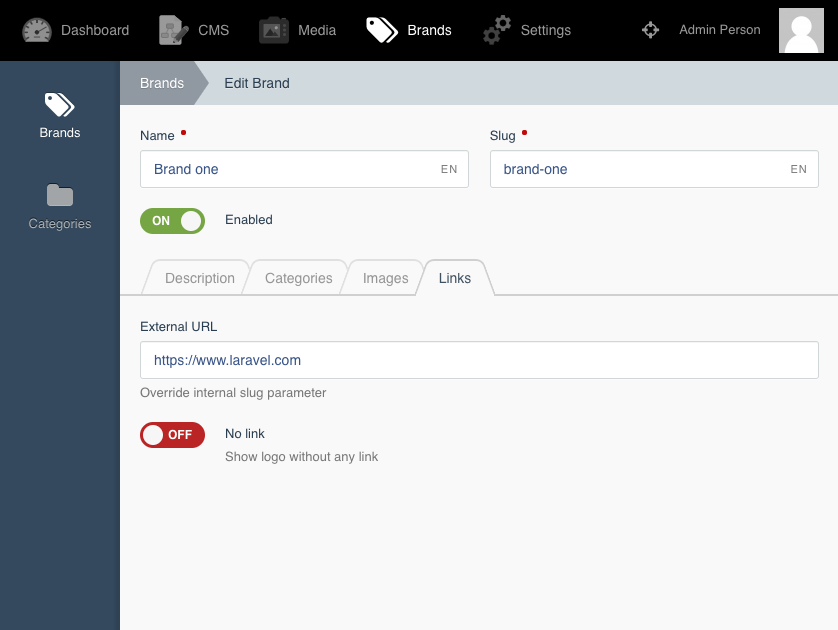 Dashboard CMS Media Brands Settings Admin Person
Brands Edit Brand
Brands
Categories
Name Slug
Brand one EN brand-one EN
ON Enabled
Description Categories Images Links
External URL
https://www.laravel.com
Override internal slug parameter
OFF No link
Show logo without any link